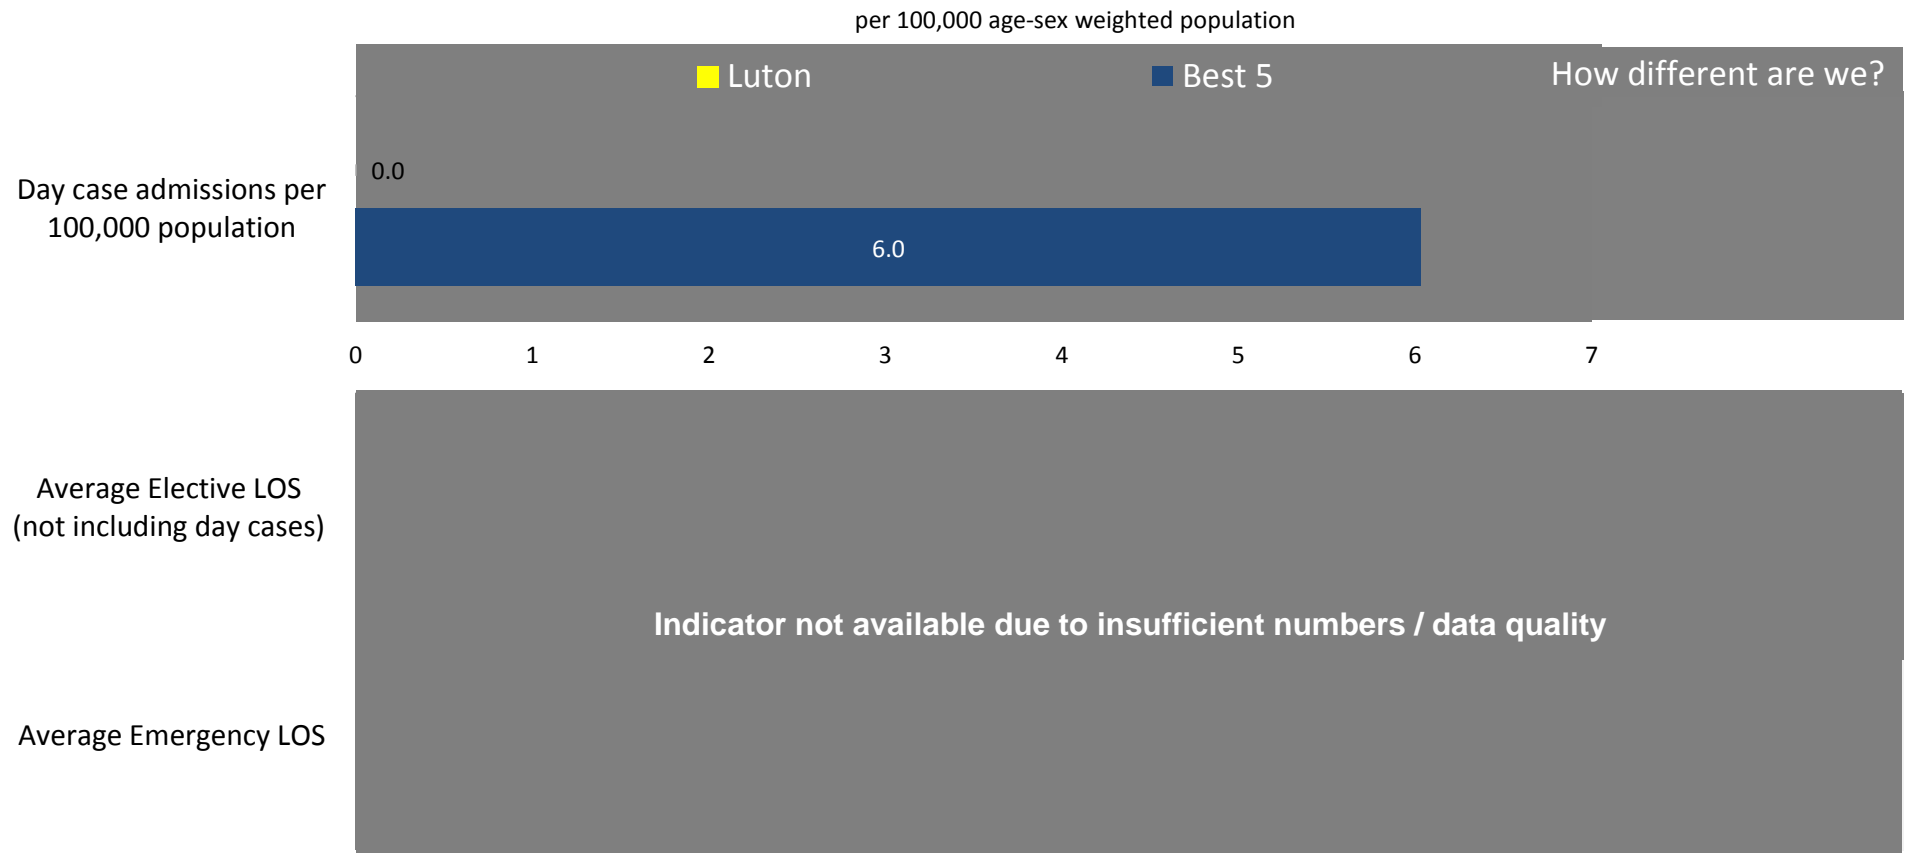 per 100,000 age-sex weighted population
Luton
Best 5
How different are we?
Day case admissions per
100,000 population
0.0
6.0
0 1 2 3 4 5 6 7
Average Elective LOS
(not including day cases)
Indicator not available due to insufficient numbers / data quality
Average Emergency LOS